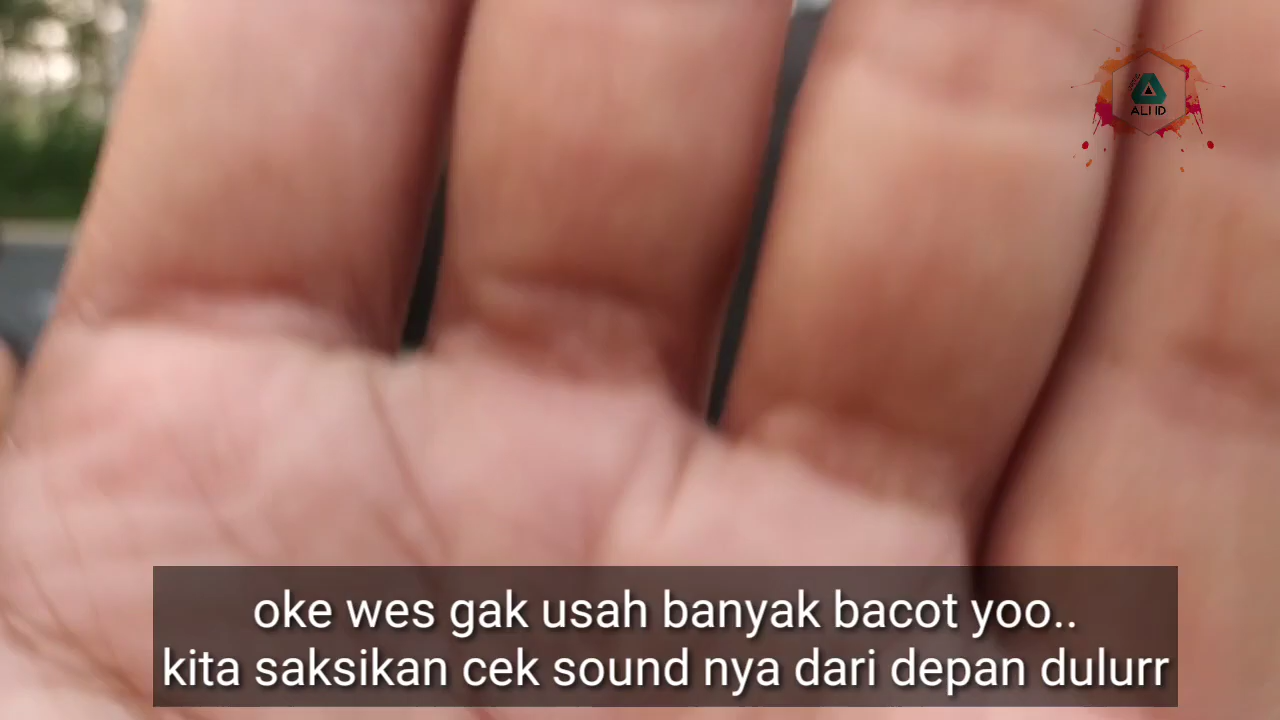 ALI ID
oke wes gak usah banyak bacot yoo..
kita saksikan cek sound nya dari depan dulurr